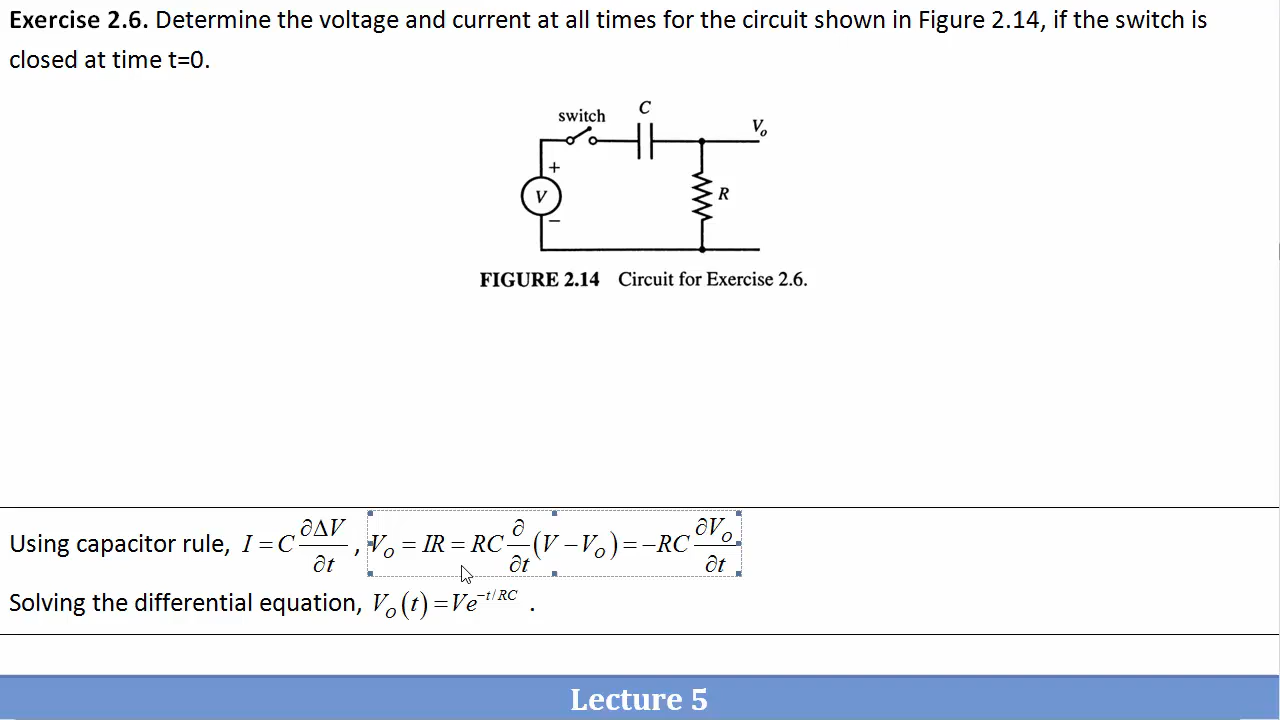 Exercise 2.6. Determine the voltage and current at all times for the circuit shown in Figure 2.14, if the switch is
closed at time t=0.
switch
C
V₀
+
V
−
R
FIGURE 2.14 Circuit for Exercise 2.6.
Using capacitor rule, I = C ∂ΔV/∂t , V_O = IR = RC ∂/∂t (V − V_O) = −RC ∂V_O/∂t
Solving the differential equation, V_O(t) = Ve^(−t/RC) .
Lecture 5